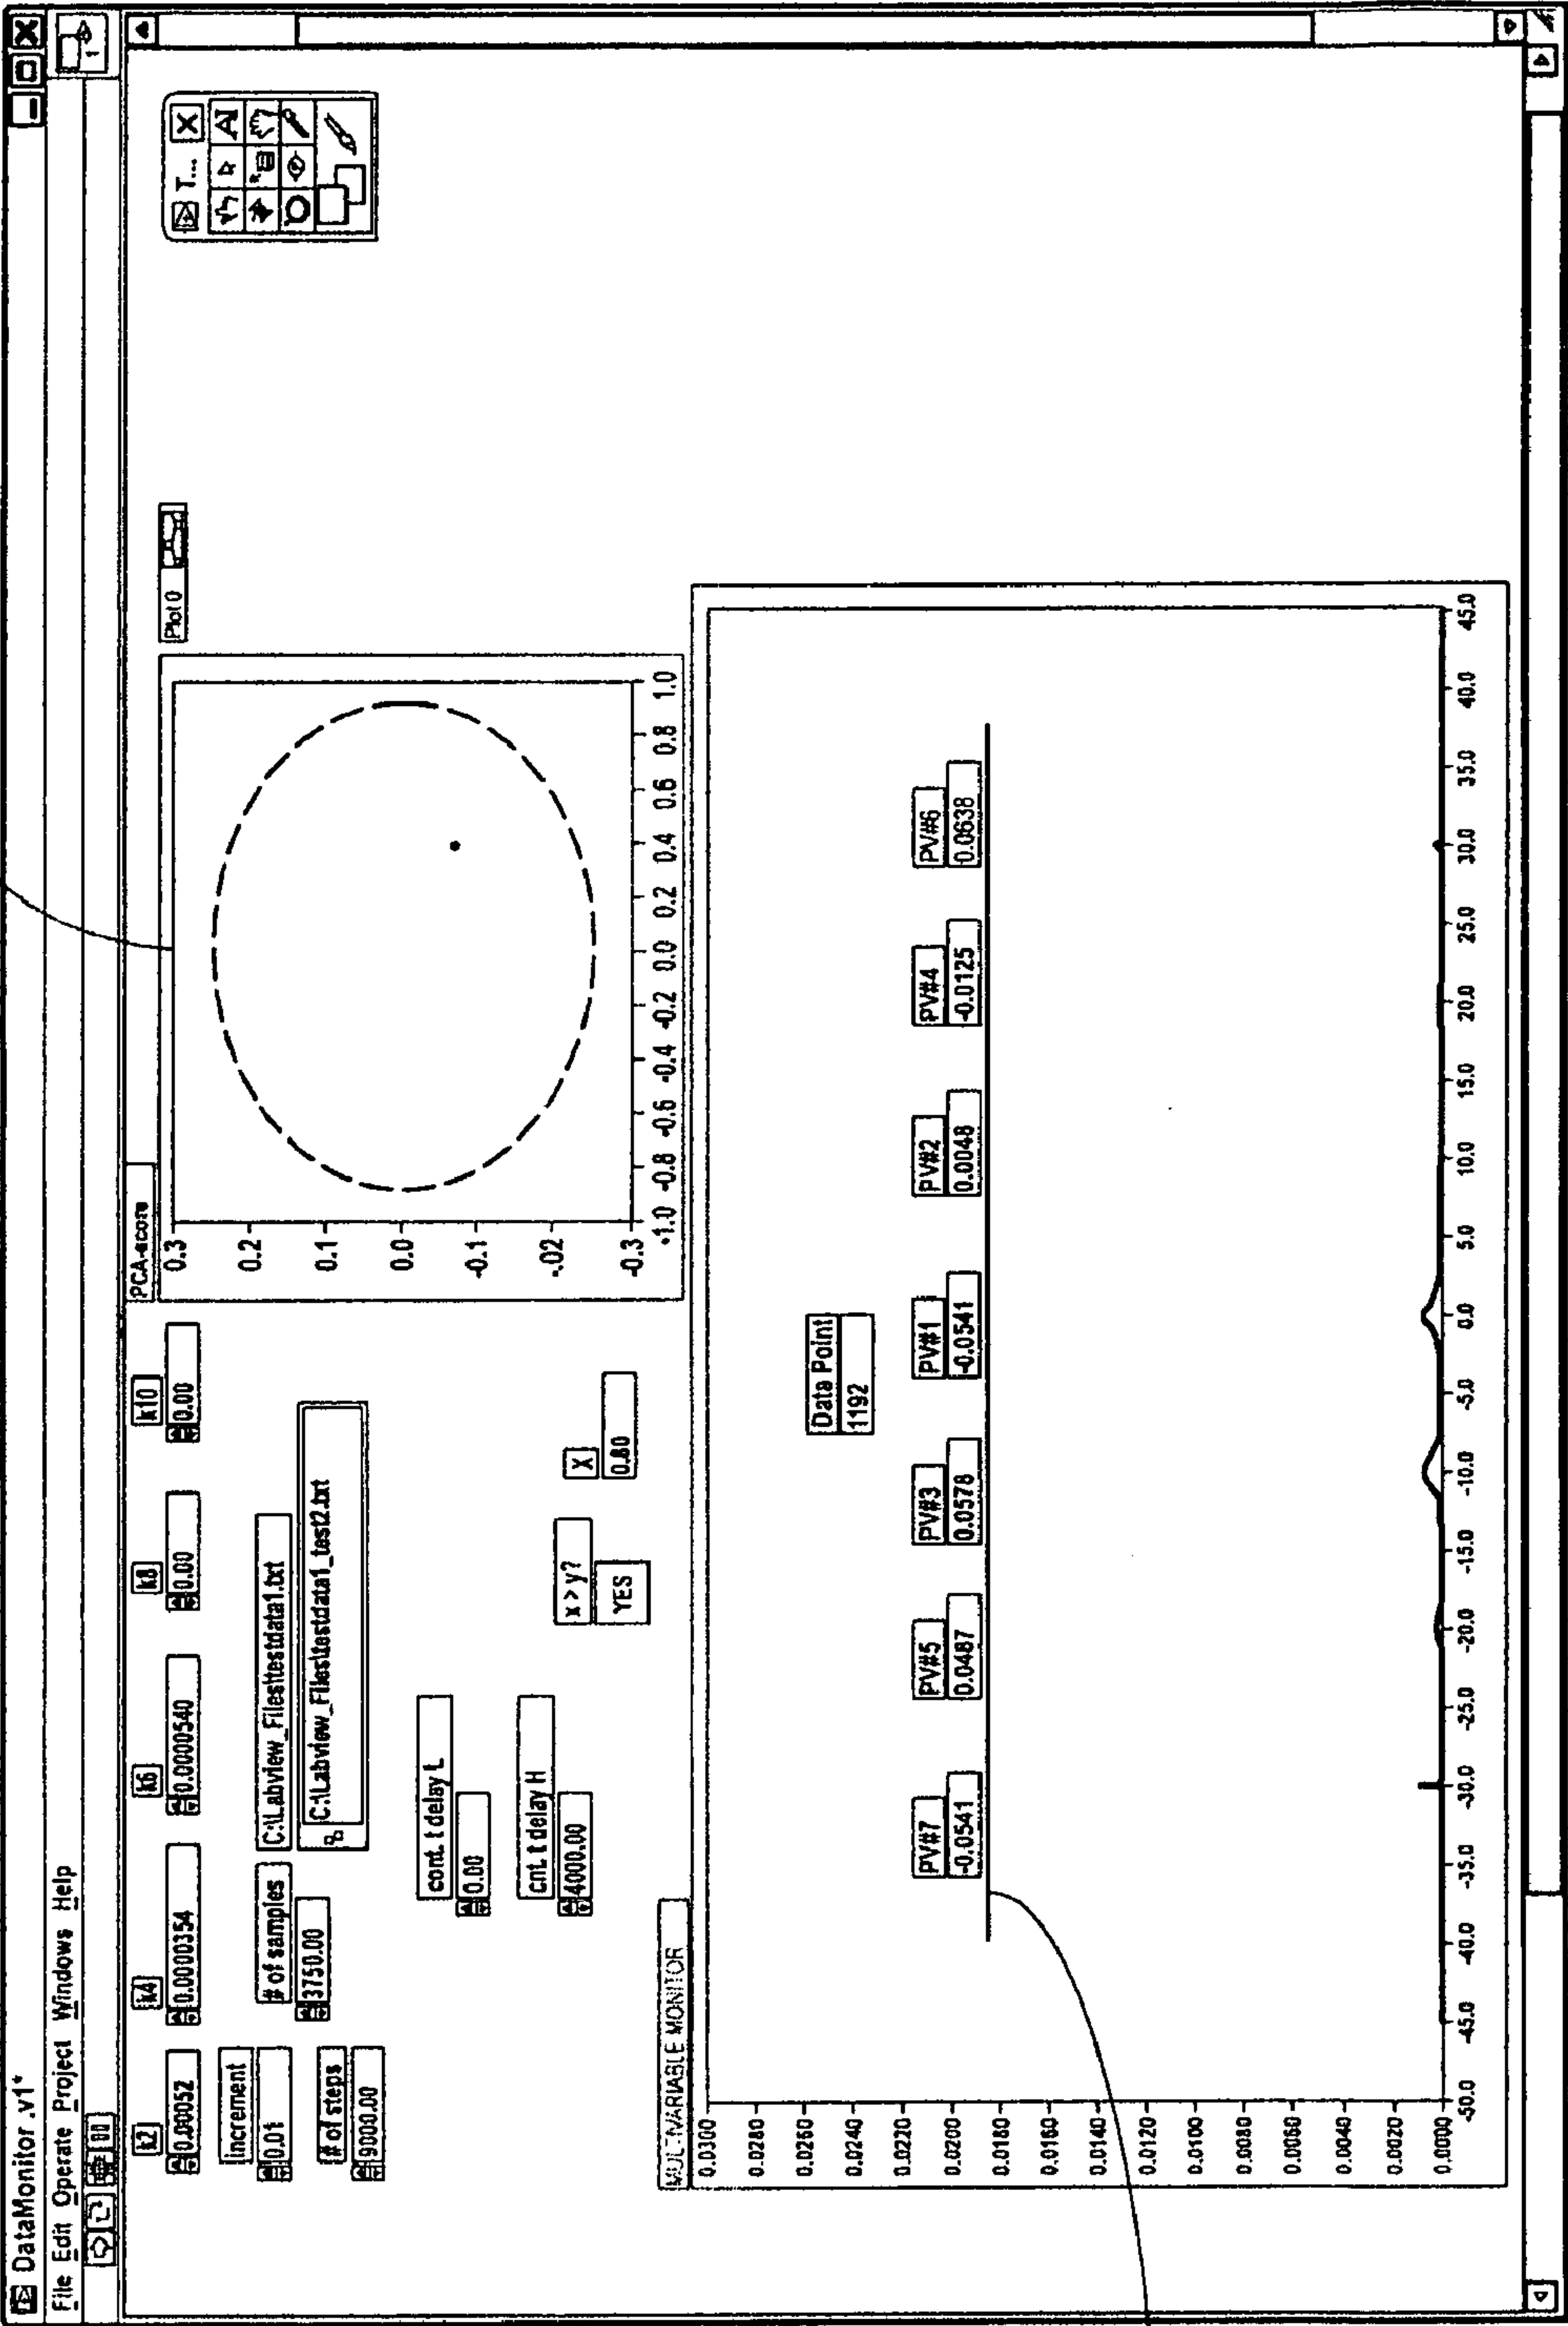 DataMonitor .v1*
File Edit Operate Project Windows Help
k2
0.00052
k4
0.0000354
k6
0.0000540
k8
0.00
k10
0.00
increment
0.01
# of samples
3750.00
C:\Labview_Files\testdata1.txt
C:\Labview_Files\testdata1_test2.txt
# of steps
9000.00
cont. t delay L
0.00
cnt. t delay H
4000.00
x > y?
YES
X
0.80
PCA-score
0.3
0.2
0.1
0.0
-0.1
-.02
-0.3
-1.0 -0.8 -0.6 -0.4 -0.2 0.0 0.2 0.4 0.6 0.8 1.0
Plot 0
T...
A
MULTIVARIABLE MONITOR
0.0300
0.0280
0.0260
0.0240
0.0220
0.0200
0.0180
0.0160
0.0140
0.0120
0.0100
0.0080
0.0060
0.0040
0.0020
0.0000
Data Point
1192
PV#7 PV#5 PV#3 PV#1 PV#2 PV#4 PV#6
-0.0541 0.0487 0.0578 -0.0541 0.0048 -0.0125 0.0638
-50.0 -45.0 -40.0 -35.0 -30.0 -25.0 -20.0 -15.0 -10.0 -5.0 0.0 5.0 10.0 15.0 20.0 25.0 30.0 35.0 40.0 45.0